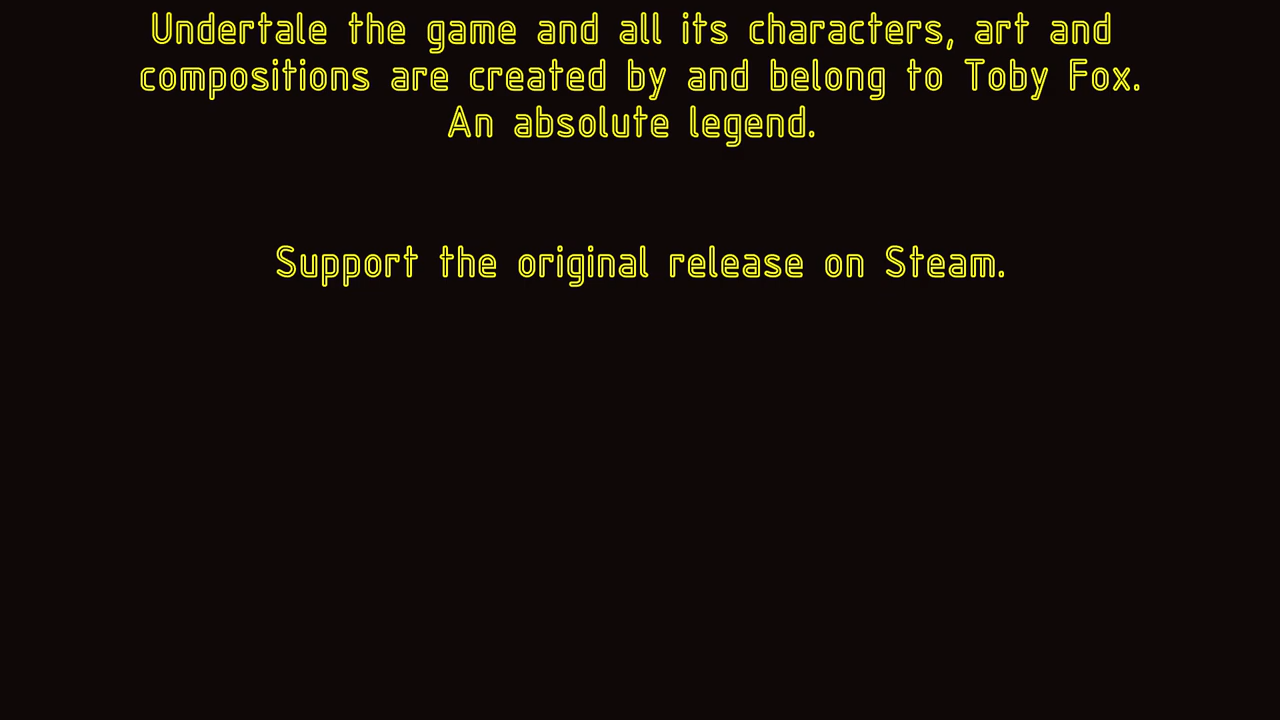 Undertale the game and all its characters, art and
compositions are created by and belong to Toby Fox.
An absolute legend.
Support the original release on Steam.